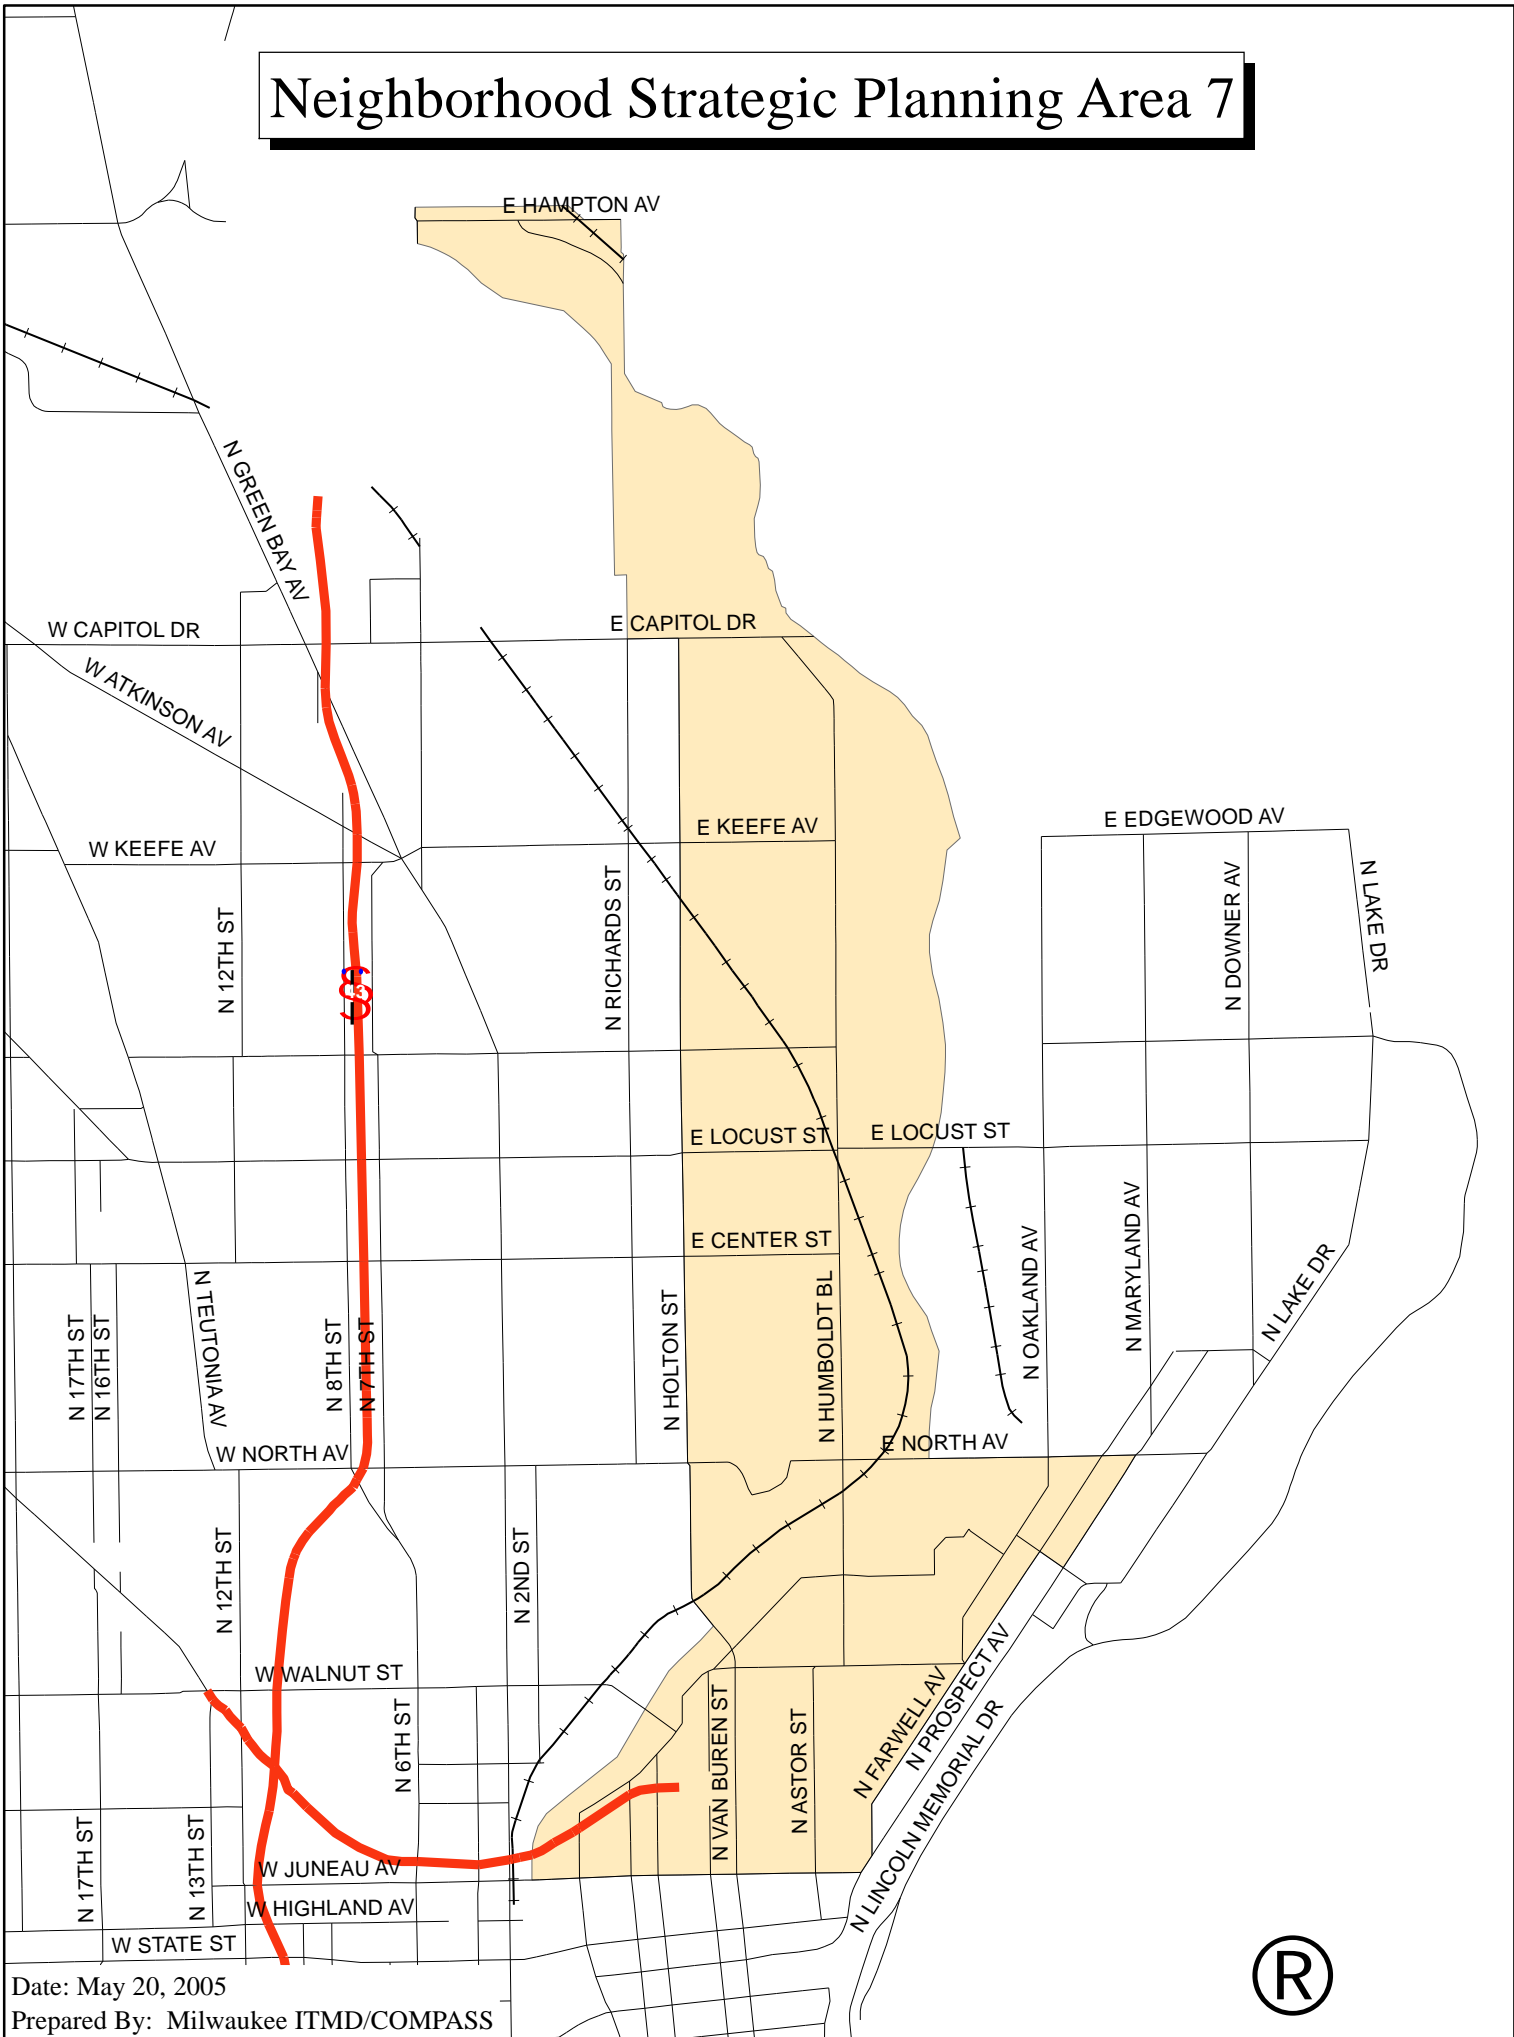 Neighborhood Strategic Planning Area 7
E HAMPTON AV
N GREEN BAY AV
W CAPITOL DR
E CAPITOL DR
W ATKINSON AV
E KEEFE AV
E EDGEWOOD AV
W KEEFE AV
N LAKE DR
N DOWNER AV
N RICHARDS ST
N 12TH ST
E LOCUST ST
E LOCUST ST
N MARYLAND AV
E CENTER ST
N OAKLAND AV
N LAKE DR
N TEUTONIA AV
N HUMBOLDT BL
N HOLTON ST
N 17TH ST
N 16TH ST
N 8TH ST
N 7TH ST
W NORTH AV
E NORTH AV
N 12TH ST
N 2ND ST
W WALNUT ST
N 6TH ST
N VAN BUREN ST
N ASTOR ST
N FARWELL AV
N PROSPECT AV
N LINCOLN MEMORIAL DR
N 17TH ST
N 13TH ST
W JUNEAU AV
W HIGHLAND AV
W STATE ST
Date: May 20, 2005
Prepared By: Milwaukee ITMD/COMPASS
®